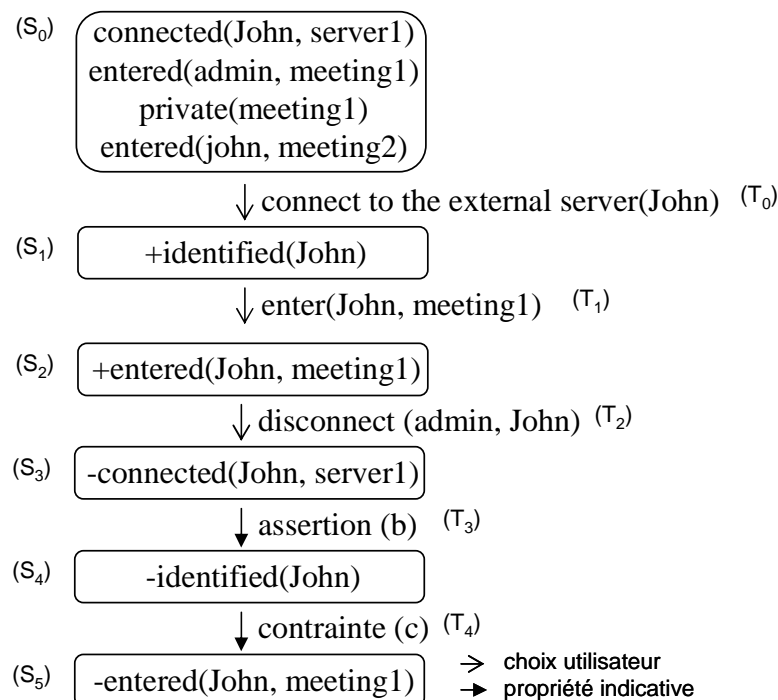 (S0) connected(John, server1)
entered(admin, meeting1)
private(meeting1)
entered(john, meeting2)
connect to the external server(John) (T0)
(S1) +identified(John)
enter(John, meeting1) (T1)
(S2) +entered(John, meeting1)
disconnect (admin, John) (T2)
(S3) -connected(John, server1)
assertion (b) (T3)
(S4) -identified(John)
contrainte (c) (T4)
(S5) -entered(John, meeting1)
choix utilisateur
propriété indicative